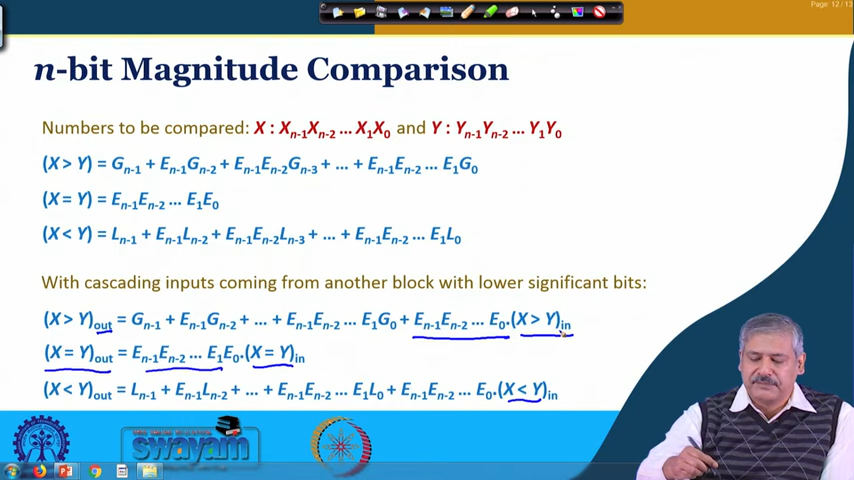 Page: 12 / 13
n-bit Magnitude Comparison
Numbers to be compared: X : Xₙ₋₁Xₙ₋₂ ... X₁X₀ and Y : Yₙ₋₁Yₙ₋₂ ... Y₁Y₀
(X > Y) = Gₙ₋₁ + Eₙ₋₁Gₙ₋₂ + Eₙ₋₁Eₙ₋₂Gₙ₋₃ + ... + Eₙ₋₁Eₙ₋₂ ... E₁G₀
(X = Y) = Eₙ₋₁Eₙ₋₂ ... E₁E₀
(X < Y) = Lₙ₋₁ + Eₙ₋₁Lₙ₋₂ + Eₙ₋₁Eₙ₋₂Lₙ₋₃ + ... + Eₙ₋₁Eₙ₋₂ ... E₁L₀
With cascading inputs coming from another block with lower significant bits:
(X > Y)out = Gₙ₋₁ + Eₙ₋₁Gₙ₋₂ + ... + Eₙ₋₁Eₙ₋₂ ... E₁G₀ + Eₙ₋₁Eₙ₋₂ ... E₀.(X > Y)in
(X = Y)out = Eₙ₋₁Eₙ₋₂ ... E₁E₀.(X = Y)in
(X < Y)out = Lₙ₋₁ + Eₙ₋₁Lₙ₋₂ + ... + Eₙ₋₁Eₙ₋₂ ... E₁L₀ + Eₙ₋₁Eₙ₋₂ ... E₀.(X < Y)in
swayam